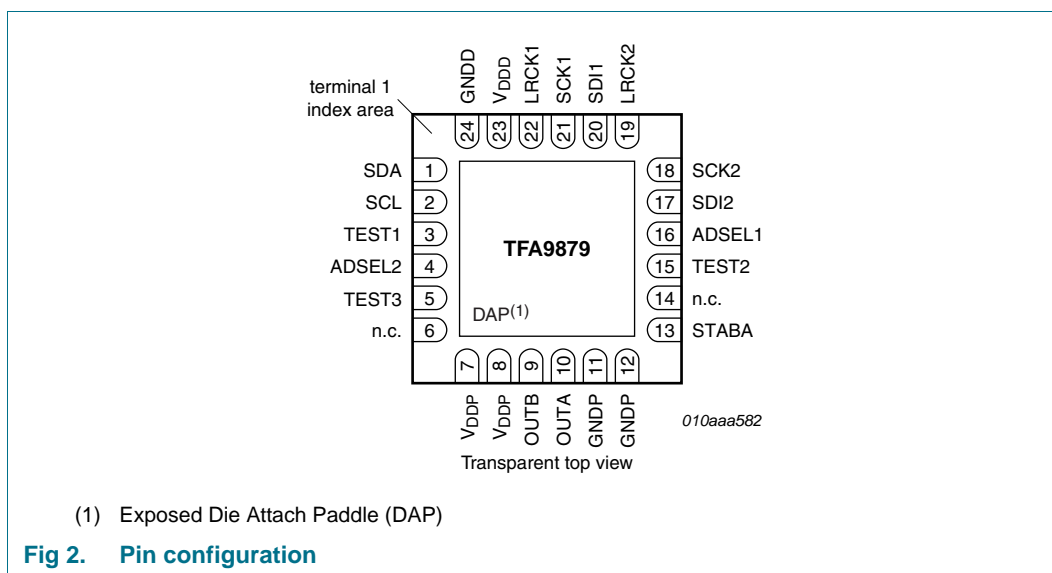 GNDD
VDDD
LRCK1
SCK1
SDI1
LRCK2
terminal 1
index area
24
23
22
21
20
19
SDA 1
SCL 2
TEST1 3
ADSEL2 4
TEST3 5
n.c. 6
18 SCK2
17 SDI2
16 ADSEL1
15 TEST2
14 n.c.
13 STABA
TFA9879
DAP(1)
7
8
9
10
11
12
VDDP
VDDP
OUTB
OUTA
GNDP
GNDP
010aaa582
Transparent top view
(1) Exposed Die Attach Paddle (DAP)
Fig 2. Pin configuration